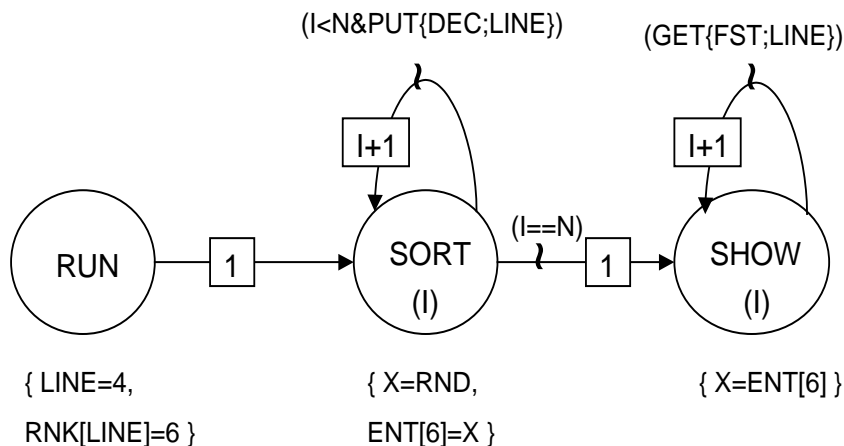 (I<N&PUT{DEC;LINE})
(GET{FST;LINE})
I+1
I+1
RUN
1
SORT
(I)
(I==N)
1
SHOW
(I)
{ LINE=4,
RNK[LINE]=6 }
{ X=RND,
ENT[6]=X }
{ X=ENT[6] }